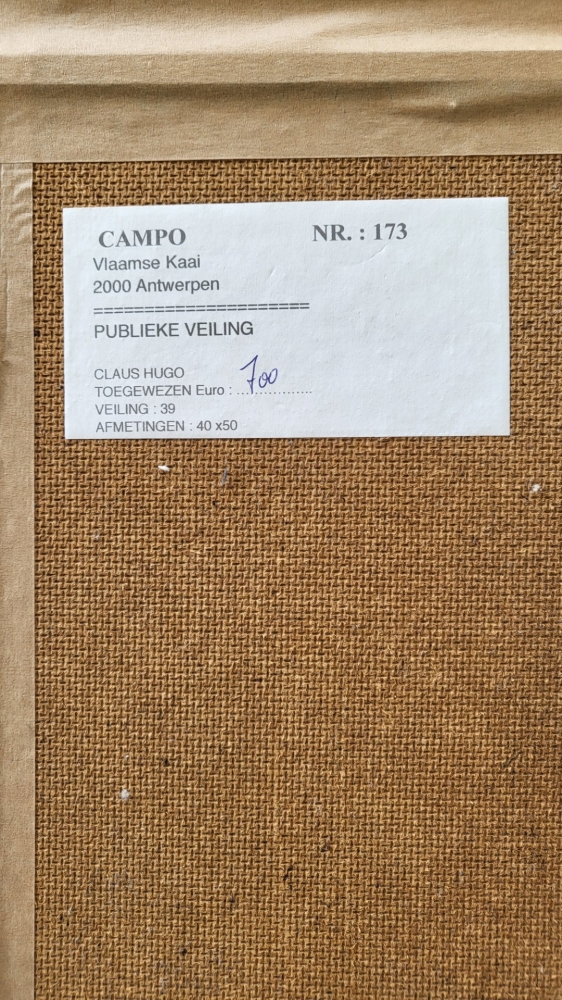 CAMPO NR. : 173
Vlaamse Kaai
2000 Antwerpen
=====================
PUBLIEKE VEILING
CLAUS HUGO
TOEGEWEZEN Euro : 700..................
VEILING : 39
AFMETINGEN : 40 x50